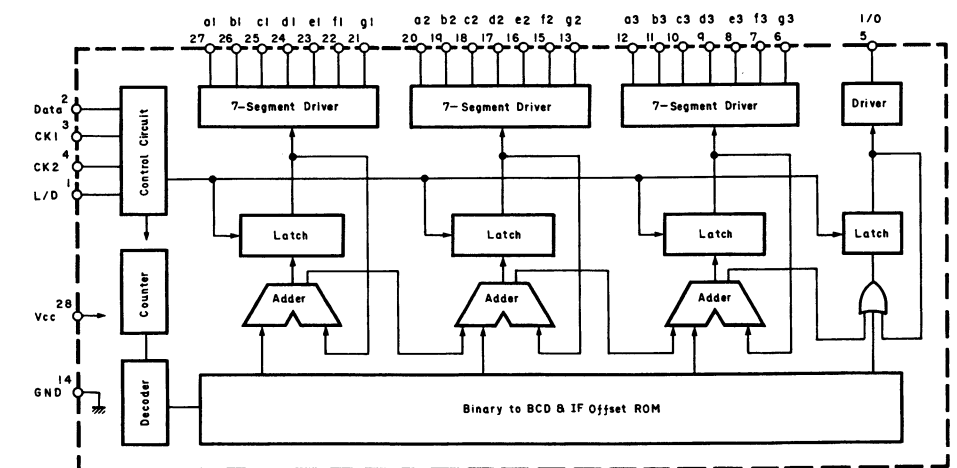 a1 b1 c1 d1 e1 f1 g1 a2 b2 c2 d2 e2 f2 g2 a3 b3 c3 d3 e3 f3 g3 I/O
27 26 25 24 23 22 21 20 19 18 17 16 15 13 12 11 10 9 8 7 6 5
Data 2
CK1 3
CK2 4
L/D 1
Control Circuit
7-Segment Driver
7-Segment Driver
7-Segment Driver
Driver
Latch
Latch
Latch
Latch
Counter
Adder
Adder
Adder
Vcc 28
GND 14
Decoder
Binary to BCD & IF Offset ROM